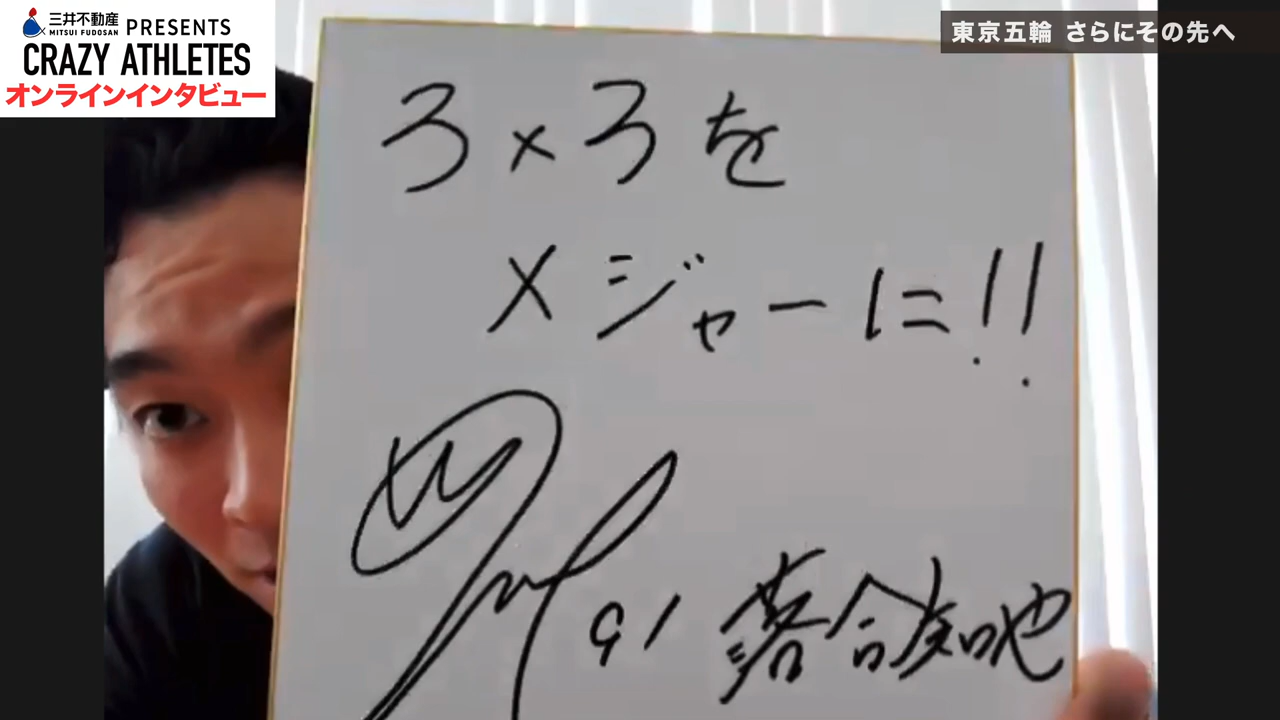 三井不動産
MITSUI FUDOSAN
PRESENTS
CRAZY ATHLETES
オンラインインタビュー
東京五輪 さらにその先へ
3×3を
メジャーに!!
91 落合知也